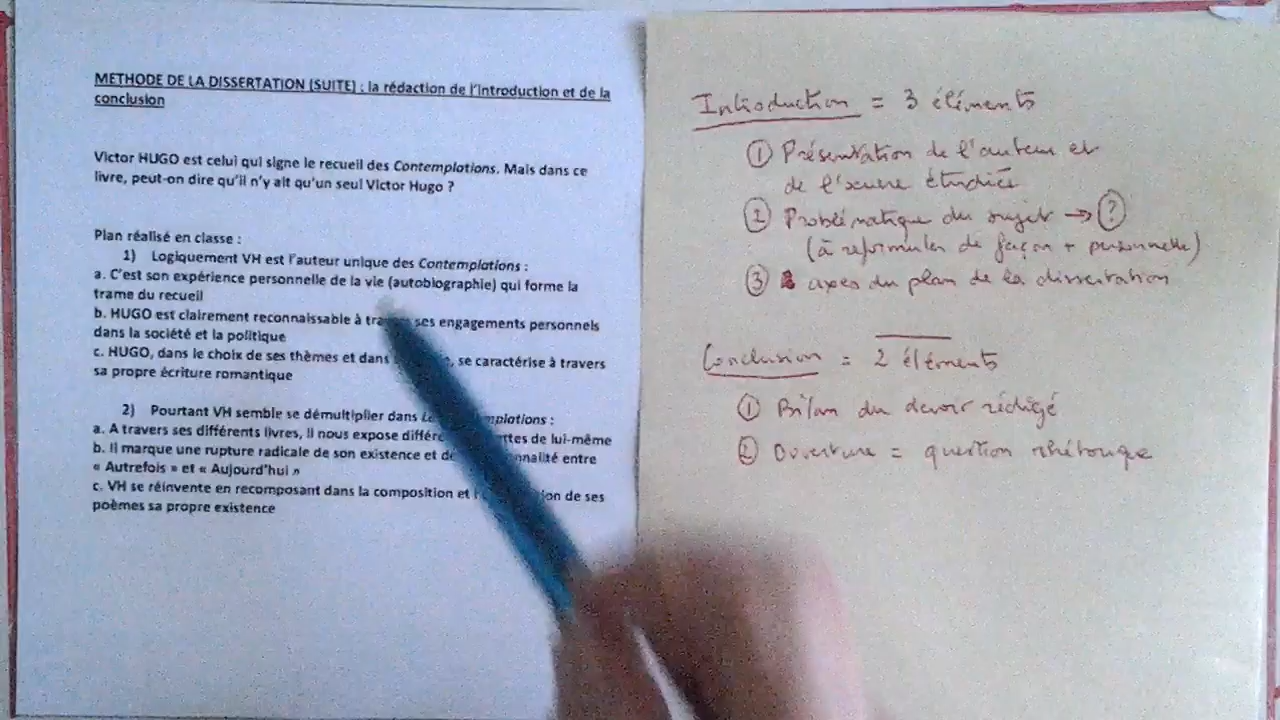 METHODE DE LA DISSERTATION (SUITE) : la rédaction de l'introduction et de la
conclusion
Victor HUGO est celui qui signe le recueil des Contemplations. Mais dans ce
livre, peut-on dire qu'il n'y ait qu'un seul Victor Hugo ?
Plan réalisé en classe :
1) Logiquement VH est l'auteur unique des Contemplations :
a. C'est son expérience personnelle de la vie (autobiographie) qui forme la
trame du recueil
b. HUGO est clairement reconnaissable à ses engagements personnels
dans la société et la politique
c. HUGO, dans le choix de ses thèmes et dans se caractérise à travers
sa propre écriture romantique
2) Pourtant VH semble se démultiplier dans :
a. A travers ses différents livres, il nous expose de lui-même
b. Il marque une rupture radicale de son existence et entre
« Autrefois » et « Aujourd'hui »
c. VH se réinvente en recomposant dans la composition et de ses
poèmes sa propre existence
Introduction = 3 éléments
① Présentation de l'auteur et
de l'œuvre étudiée
② Problématique du sujet → ?
(à reformuler de façon + personnelle)
③ axes du plan de la dissertation
Conclusion = 2 éléments
① Bilan du devoir rédigé
② Ouverture = question rhétorique